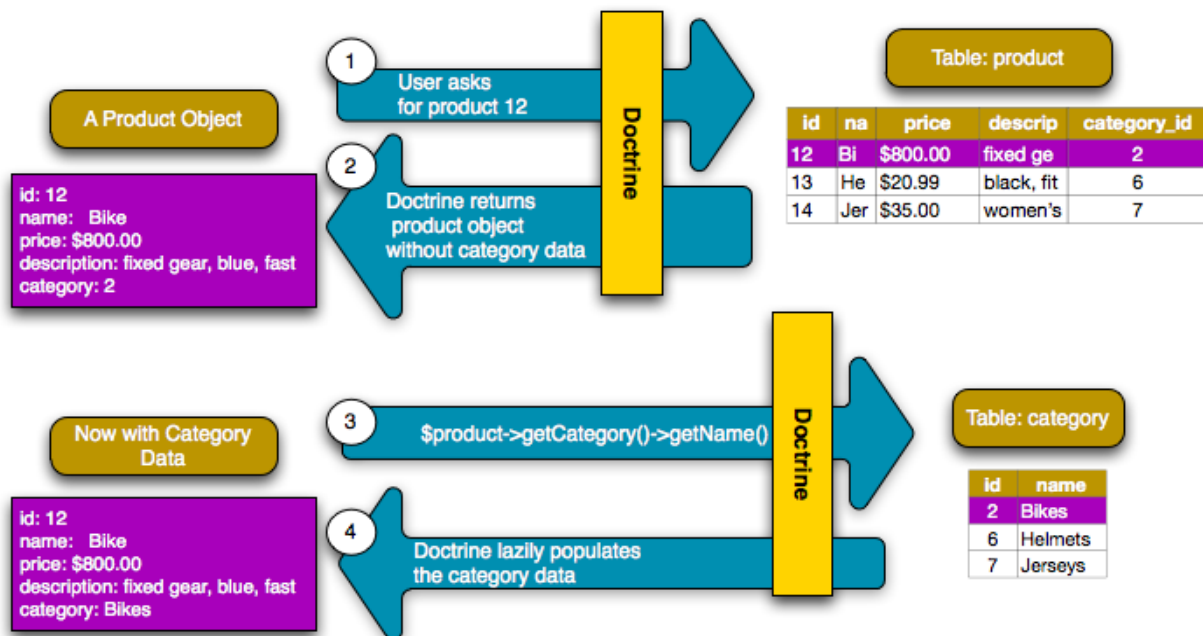 1
User asks
for product 12
Doctrine
Table: product
A Product Object
id na price descrip category_id
12 Bi $800.00 fixed ge 2
13 He $20.99 black, fit 6
14 Jer $35.00 women's 7
2
Doctrine returns
product object
without category data
id: 12
name: Bike
price: $800.00
description: fixed gear, blue, fast
category: 2
3
$product->getCategory()->getName()
Doctrine
Table: category
Now with Category
Data
id name
2 Bikes
6 Helmets
7 Jerseys
4
Doctrine lazily populates
the category data
id: 12
name: Bike
price: $800.00
description: fixed gear, blue, fast
category: Bikes